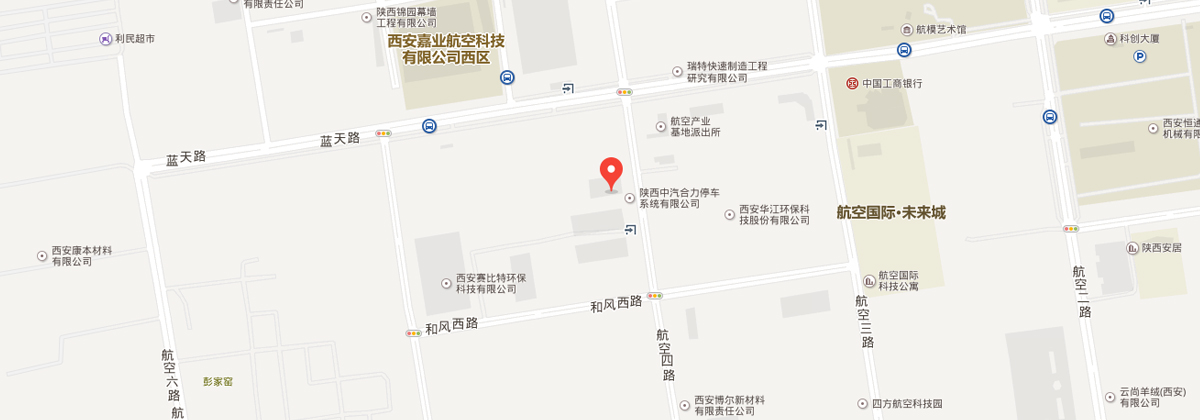 有限责任公司
陕西锦园幕墙
工程有限公司
利民超市
西安嘉业航空科技
有限公司西区
航模艺术馆
科创大厦
P
瑞特快速制造工程
研究有限公司
中国工商银行
航空产业
基地派出所
西安恒通
机械有限
蓝天路
蓝天路
陕西中汽合力停车
系统有限公司
西安华江环保科
技股份有限公司
航空国际·未来城
西安康本材料
有限公司
陕西安居
西安赛比特环保
科技有限公司
航空国际
科技公寓
航空二路
和风西路
和风西路
航空三路
航空四路
航空六路
航
彭家窑
西安博尔新材料
有限责任公司
四方航空科技园
云尚羊绒(西安)
有限公司